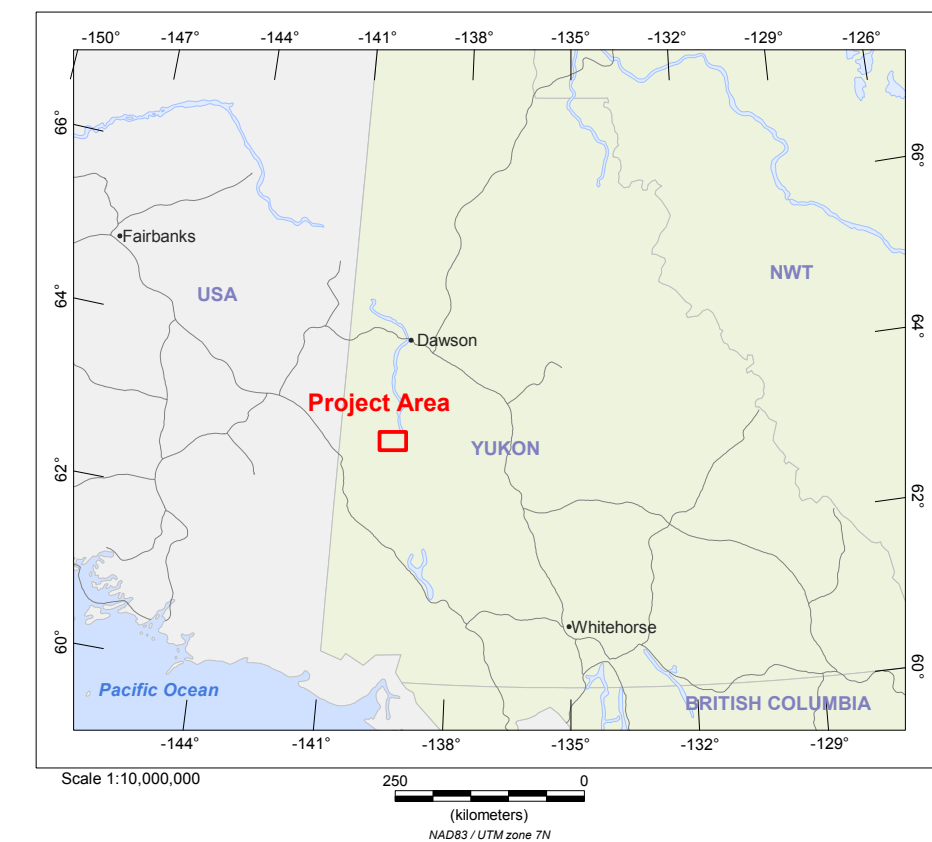 -150° -147° -144° -141° -138° -135° -132° -129° -126°
66° 66°
Fairbanks
NWT
USA
64° 64°
Dawson
Project Area
YUKON
62° 62°
Whitehorse
60° 60°
Pacific Ocean
BRITISH COLUMBIA
-144° -141° -138° -135° -132° -129°
Scale 1:10,000,000
250 0
(kilometers)
NAD83 / UTM zone 7N